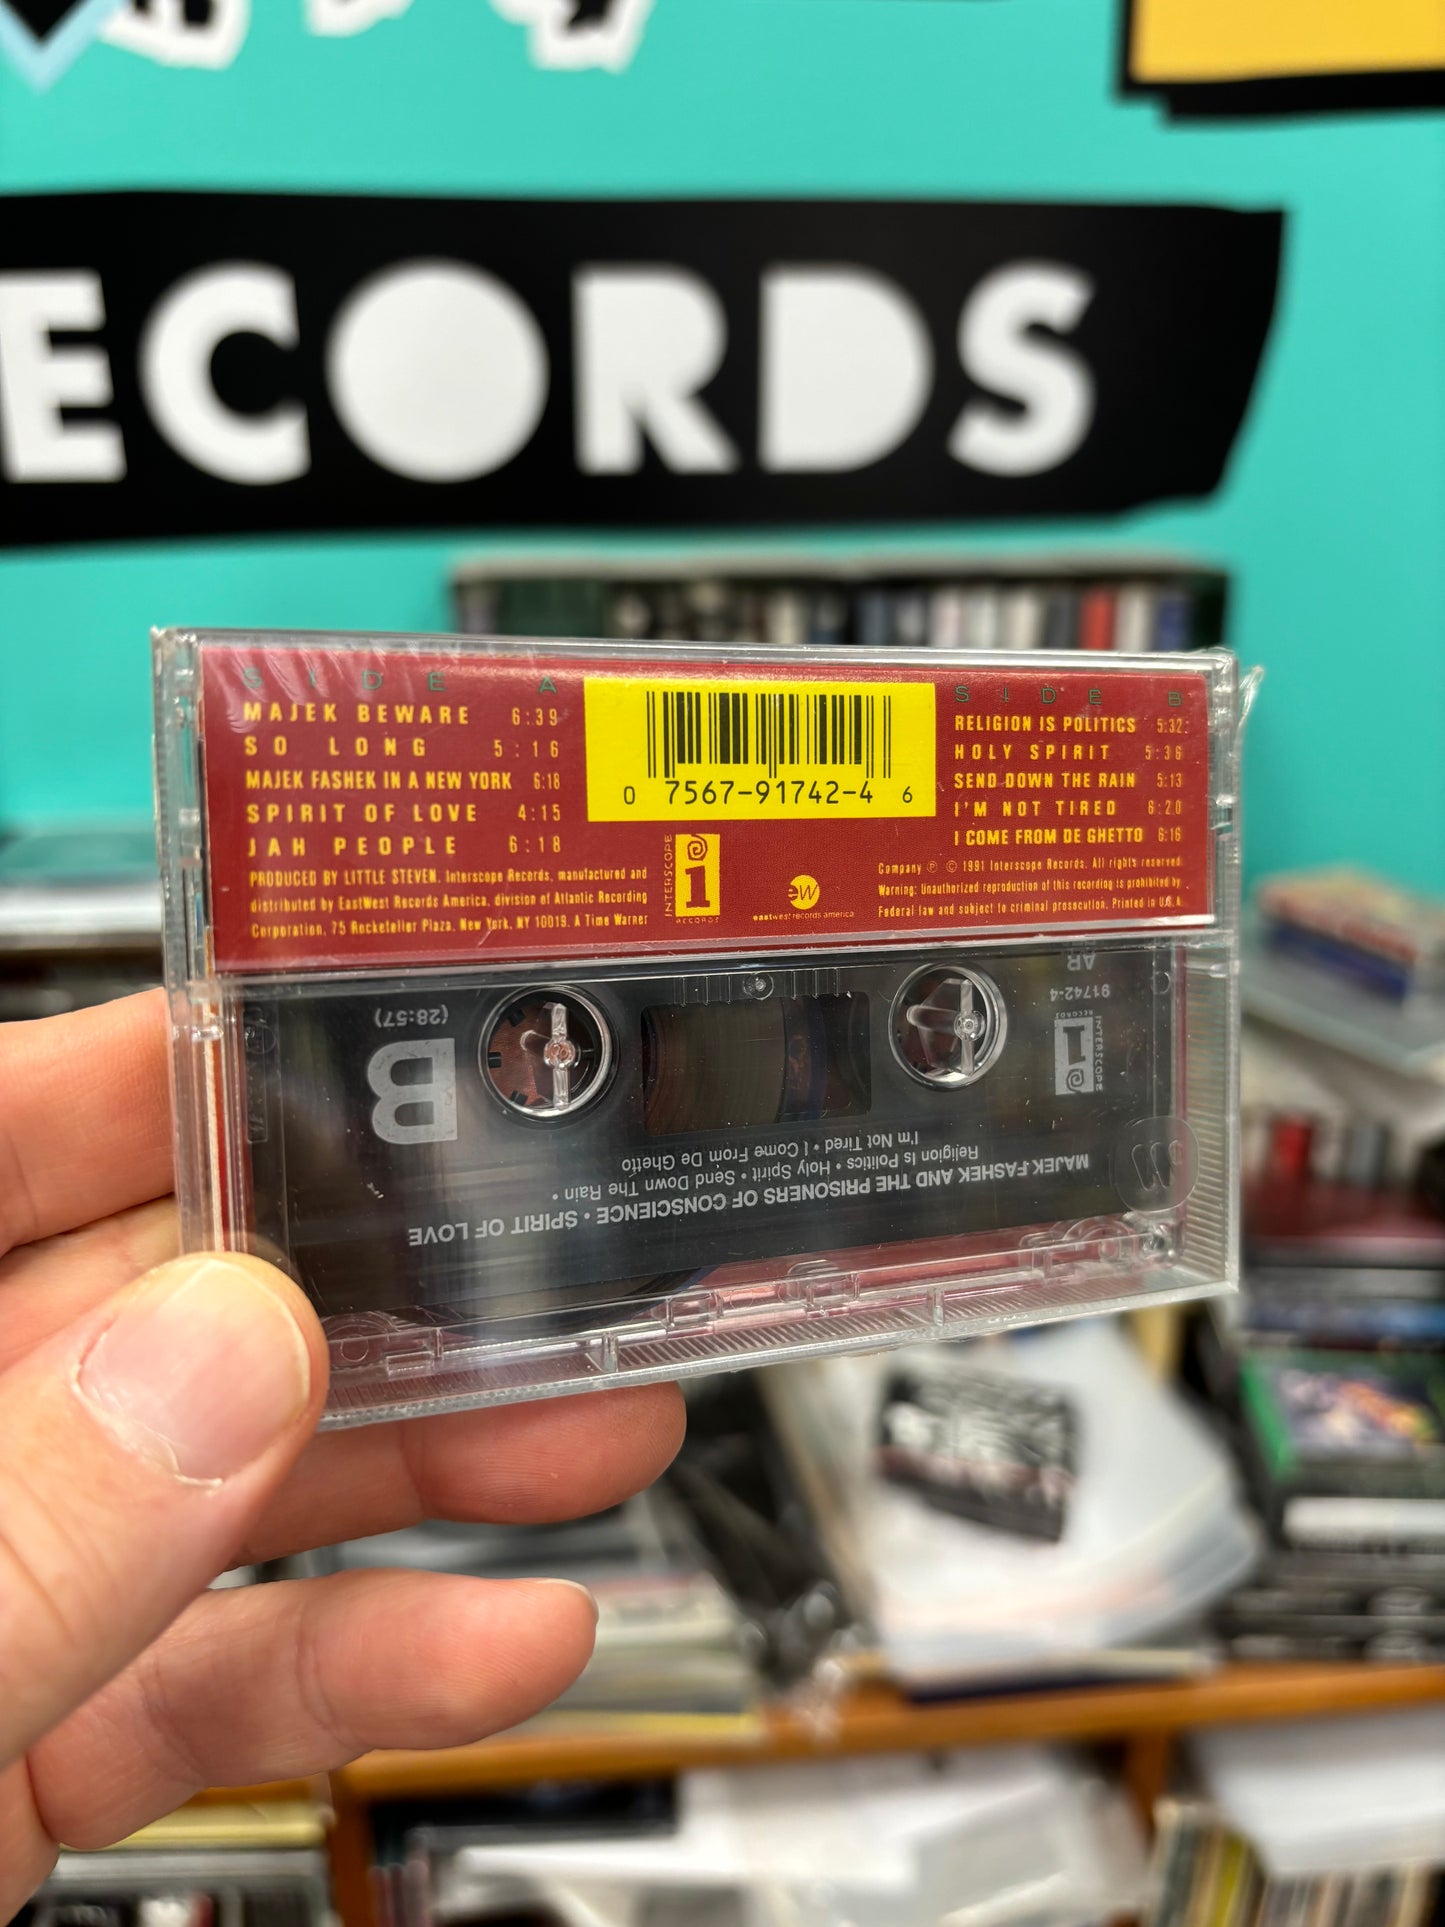 ECORDS
SIDE A
MAJEK BEWARE 6:39
SO LONG 5:16
MAJEK FASHEK IN A NEW YORK 6:18
SPIRIT OF LOVE 4:15
JAH PEOPLE 6:18
PRODUCED BY LITTLE STEVEN. Interscope Records, manufactured and
distributed by EastWest Records America, division of Atlantic Recording
Corporation, 75 Rockefeller Plaza, New York, NY 10019. A Time Warner
0 7567-91742-4 6
INTERSCOPE
RECORDS
ew
eastwest records america
SIDE B
RELIGION IS POLITICS 5:32
HOLY SPIRIT 5:36
SEND DOWN THE RAIN 5:13
I'M NOT TIRED 6:20
I COME FROM DE GHETTO 6:16
Company ℗ © 1991 Interscope Records. All rights reserved.
Warning: Unauthorized reproduction of this recording is prohibited by
Federal law and subject to criminal prosecution. Printed in U.S.A.
MAJEK FASHEK AND THE PRISONERS OF CONSCIENCE • SPIRIT OF LOVE
Religion Is Politics • Holy Spirit • Send Down The Rain •
I'm Not Tired • I Come From De Ghetto
INTERSCOPE
RECORDS
91742-4
AR
B
(28:57)